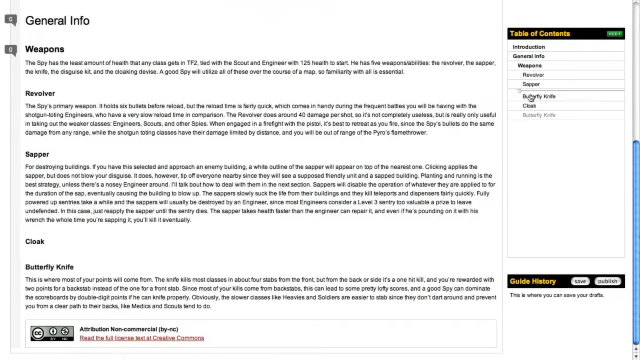 0
General Info
0
Weapons
The Spy has the least amount of health that any class gets in TF2, tied with the Scout and Engineer with 125 health to start. He has five weapons/abilities: the revolver, the sapper,
the knife, the disguise kit, and the cloaking devise. A good Spy will utilize all of these over the course of a map, so familiarity with all is essential.
Revolver
The Spy's primary weapon. It holds six bullets before reload, but the reload time is fairly quick, which comes in handy during the frequent battles you will be having with the
shotgun-toting Engineers, who have a very slow reload time in comparison. The Revolver does around 40 damage per shot, so it's not completely useless, but is really only useful
in taking out the weaker classes: Engineers, Scouts, and other Spies. When engaged in a firefight with the pistol, it's best to retreat as you fire, since the Spy's bullets do the same
damage from any range, while the shotgun toting classes have their damage limited by distance, and you will be out of range of the Pyro's flamethrower.
Sapper
For destroying buildings. If you have this selected and approach an enemy building, a white outline of the sapper will appear on top of the nearest one. Clicking applies the
sapper, but does not blow your disguise. It does, however, tip off everyone nearby since they will see a supposed friendly unit and a sapped building. Planting and running is the
best strategy, unless there's a nosey Engineer around. I'll talk about how to deal with them in the next section. Sappers will disable the operation of whatever they are applied to for
the duration of the sap, eventually causing the building to blow up. The sappers slowly suck the life from their buildings and they kill teleports and dispensers fairly quickly. Fully
powered up sentries take a while and the sappers will usually be destroyed by an Engineer, since most Engineers consider a Level 3 sentry too valuable a prize to leave
undefended. In this case, just reapply the sapper until the sentry dies. The sapper takes health faster than the engineer can repair it, and even if he's pounding on it with his
wrench the whole time you're sapping it, you'll kill it eventually.
Cloak
Butterfly Knife
This is where most of your points will come from. The knife kills most classes in about four stabs from the front, but from the back or side it's a one hit kill, and you're rewarded with
two points for a backstab instead of the one for a front stab. Since most of your kills come from backstabs, this can lead to some pretty lofty scores, and a good Spy can dominate
the scoreboards by double-digit points if he can knife properly. Obviously, the slower classes like Heavies and Soldiers are easier to stab since they don't dart around and prevent
you from a clear path to their backs, like Medics and Scouts tend to do.
Attribution Non-commercial (by-nc)
Read the full license text at Creative Commons
Table of Contents
Introduction
General Info
Weapons
Revolver
Sapper
Butterfly Knife
Cloak
Butterfly Knife
Guide History
save
publish
This is where you can save your drafts.